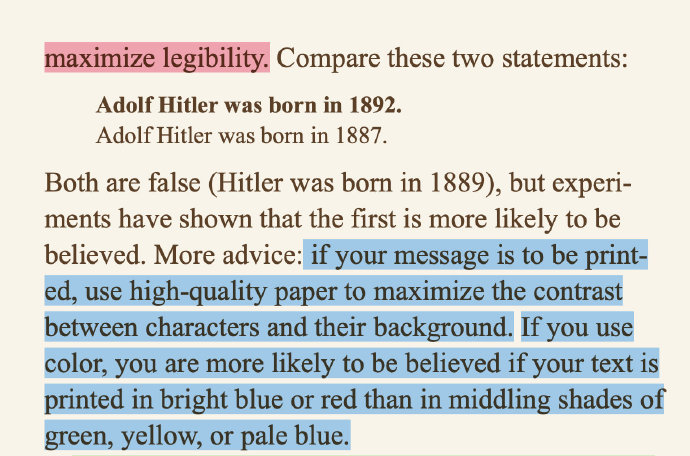 maximize legibility. Compare these two statements:
Adolf Hitler was born in 1892.
Adolf Hitler was born in 1887.
Both are false (Hitler was born in 1889), but experi-
ments have shown that the first is more likely to be
believed. More advice: if your message is to be print-
ed, use high-quality paper to maximize the contrast
between characters and their background. If you use
color, you are more likely to be believed if your text is
printed in bright blue or red than in middling shades of
green, yellow, or pale blue.